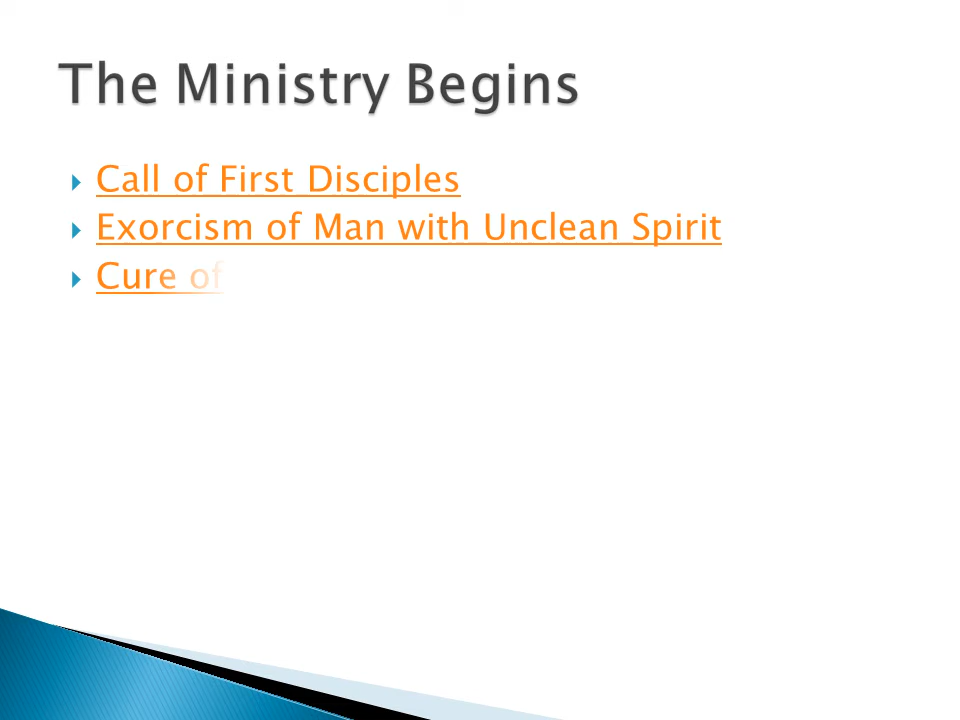 The Ministry Begins
Call of First Disciples
Exorcism of Man with Unclean Spirit
Cure of